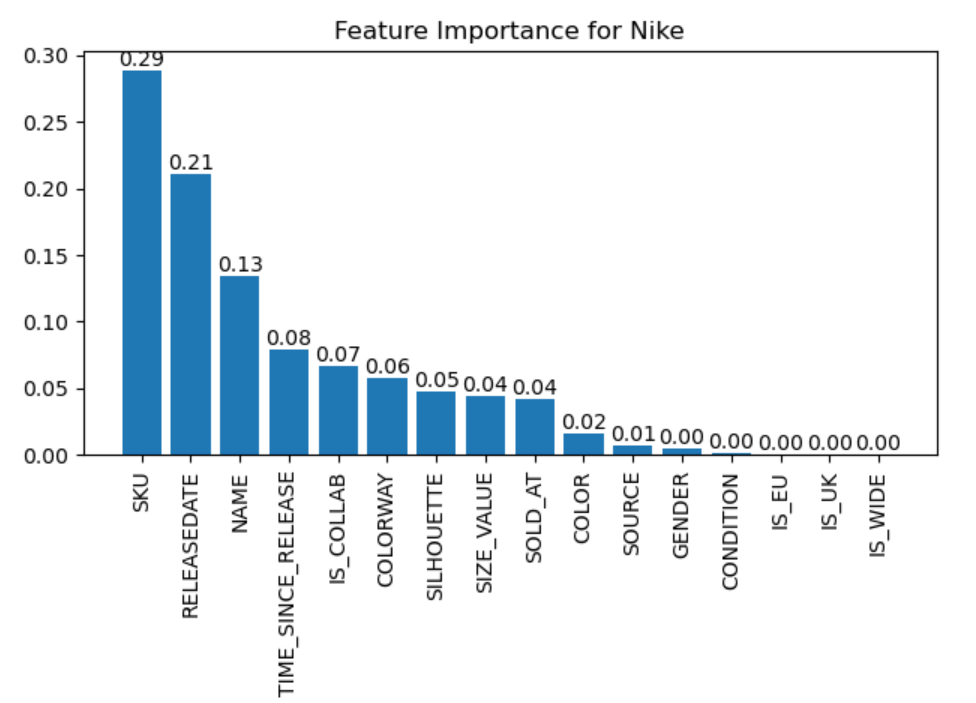 Feature Importance for Nike
0.30
0.25
0.20
0.15
0.10
0.05
0.00
0.29
0.21
0.13
0.08
0.07
0.06
0.05
0.04
0.04
0.02
0.01
0.00
0.00
0.00
0.00
0.00
SKU
RELEASEDATE
NAME
TIME_SINCE_RELEASE
IS_COLLAB
COLORWAY
SILHOUETTE
SIZE_VALUE
SOLD_AT
COLOR
SOURCE
GENDER
CONDITION
IS_EU
IS_UK
IS_WIDE